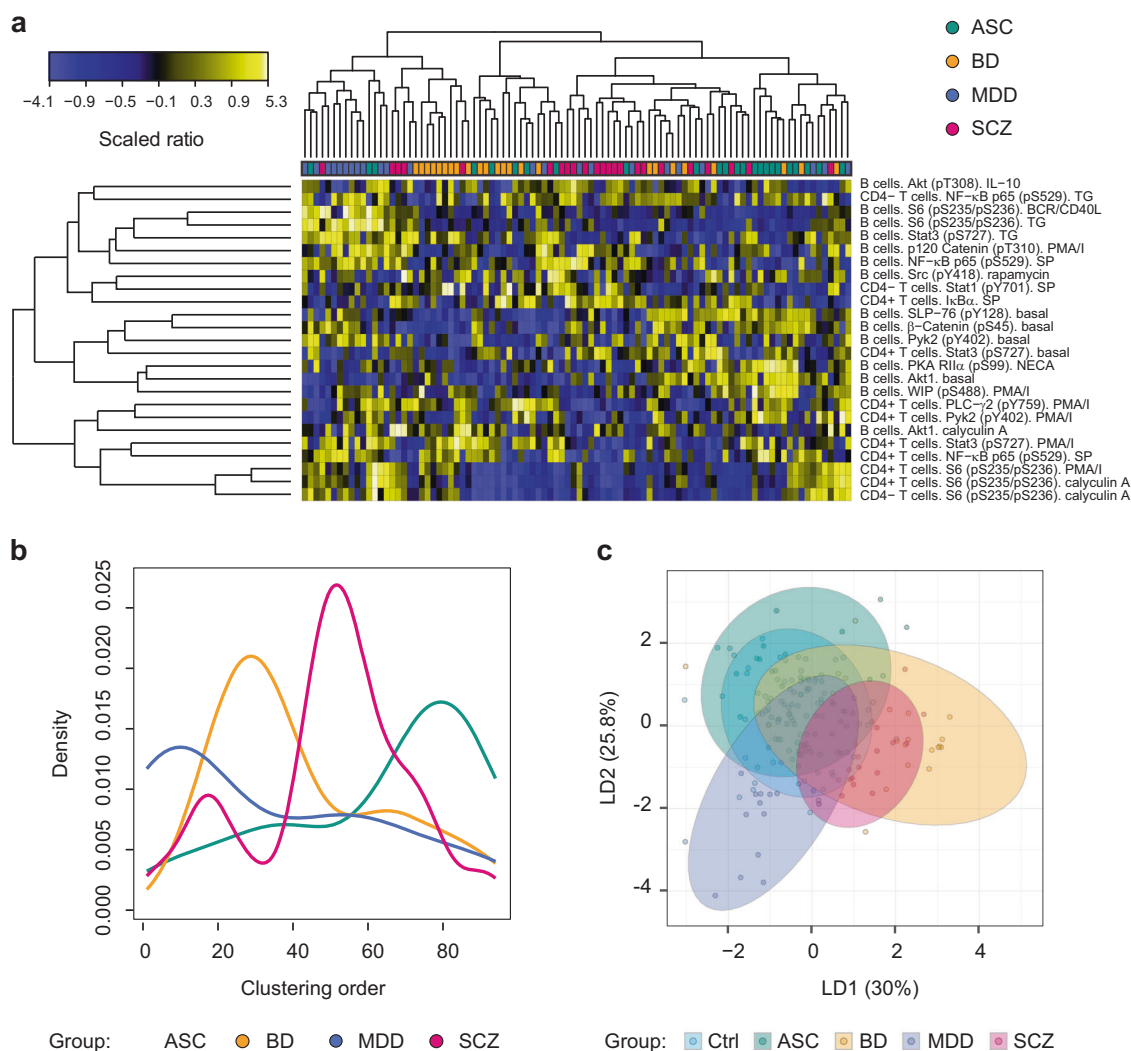 a
ASC
BD
MDD
SCZ
−4.1 −0.9 −0.5 −0.1 0.3 0.9 5.3
Scaled ratio
B cells. Akt (pT308). IL−10
CD4− T cells. NF−κB p65 (pS529). TG
B cells. S6 (pS235/pS236). BCR/CD40L
B cells. S6 (pS235/pS236). TG
B cells. Stat3 (pS727). TG
B cells. p120 Catenin (pT310). PMA/I
B cells. NF−κB p65 (pS529). SP
B cells. Src (pY418). rapamycin
CD4− T cells. Stat1 (pY701). SP
CD4+ T cells. IκBα. SP
B cells. SLP-76 (pY128). basal
B cells. β-Catenin (pS45). basal
B cells. Pyk2 (pY402). basal
CD4+ T cells. Stat3 (pS727). basal
B cells. PKA RIIα (pS99). NECA
B cells. Akt1. basal
B cells. WIP (pS488). PMA/I
CD4+ T cells. PLC-γ2 (pY759). PMA/I
CD4+ T cells. Pyk2 (pY402). PMA/I
B cells. Akt1. calyculin A
CD4+ T cells. Stat3 (pS727). PMA/I
CD4+ T cells. NF−κB p65 (pS529). SP
CD4+ T cells. S6 (pS235/pS236). PMA/I
CD4+ T cells. S6 (pS235/pS236). calyculin A
CD4− T cells. S6 (pS235/pS236). calyculin A
b
Density
0.025
0.020
0.015
0.010
0.005
0.000
0 20 40 60 80
Clustering order
Group: ASC BD MDD SCZ
c
LD2 (25.8%)
2
0
-2
-4
−2 0 2 4
LD1 (30%)
Group: Ctrl ASC BD MDD SCZ